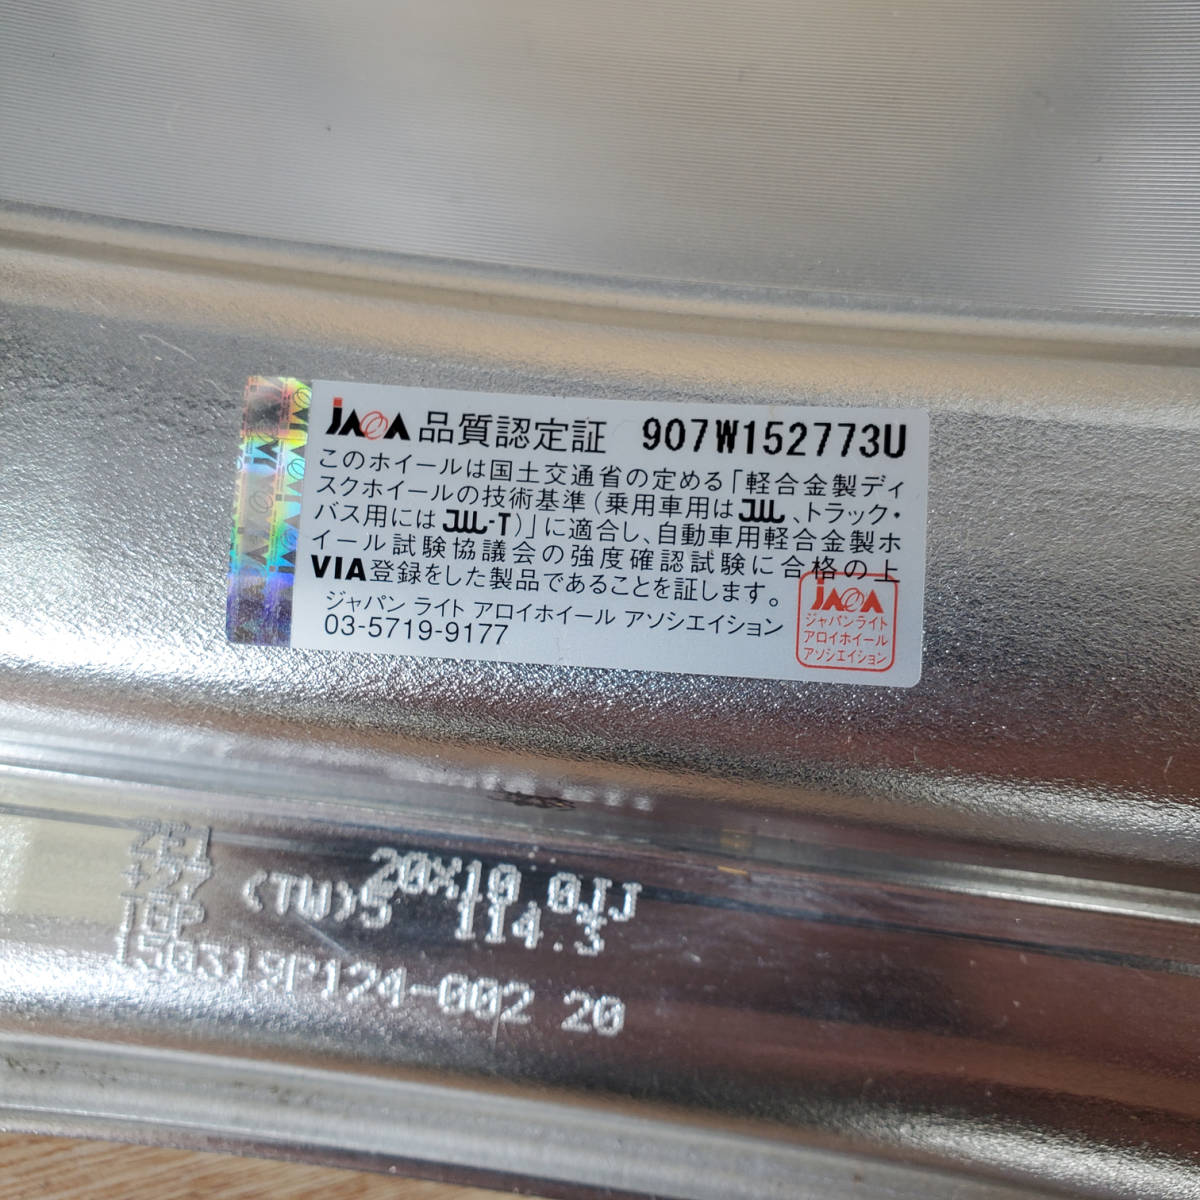 JAWA 品質認定証 907W152773U
このホイールは国土交通省の定める「軽合金製ディ
スクホイールの技術基準（乗用車用はJWL、トラック・
バス用にはJWL-T）」に適合し、自動車用軽合金製ホ
イール試験協議会の強度確認試験に合格の上
VIA登録をした製品であることを証します。
ジャパン ライト アロイホイール アソシエイション
03-5719-9177
JAWA
ジャパンライト
アロイホイール
アソシエイション
20X10.0JJ
(TW)5 114.3
150319P124-002 20